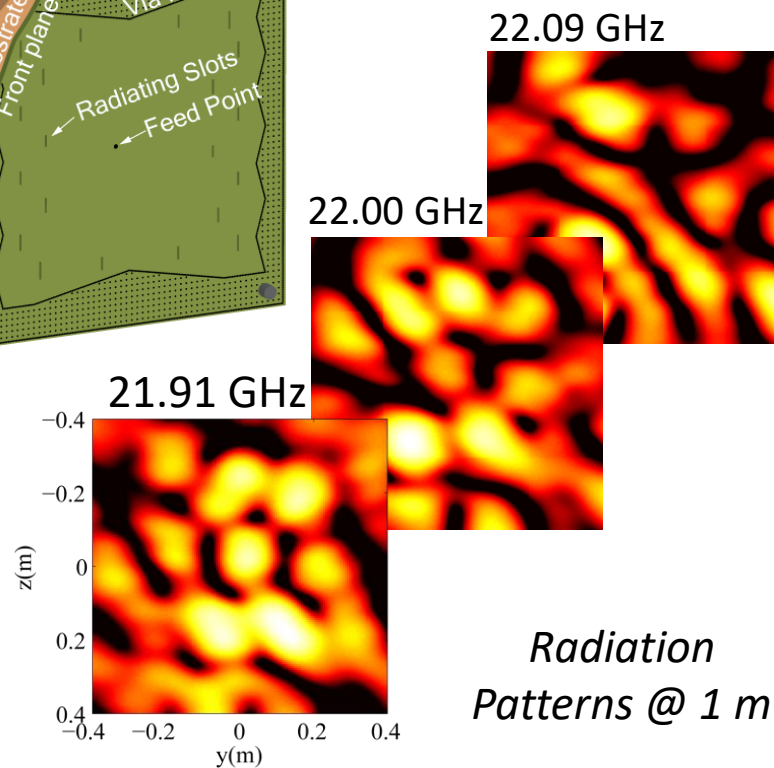 Via
Front plane
Radiating Slots
Feed Point
22.09 GHz
22.00 GHz
21.91 GHz
−0.4
−0.2
0
0.2
0.4
z(m)
−0.4 −0.2 0 0.2 0.4
y(m)
Radiation
Patterns @ 1 m